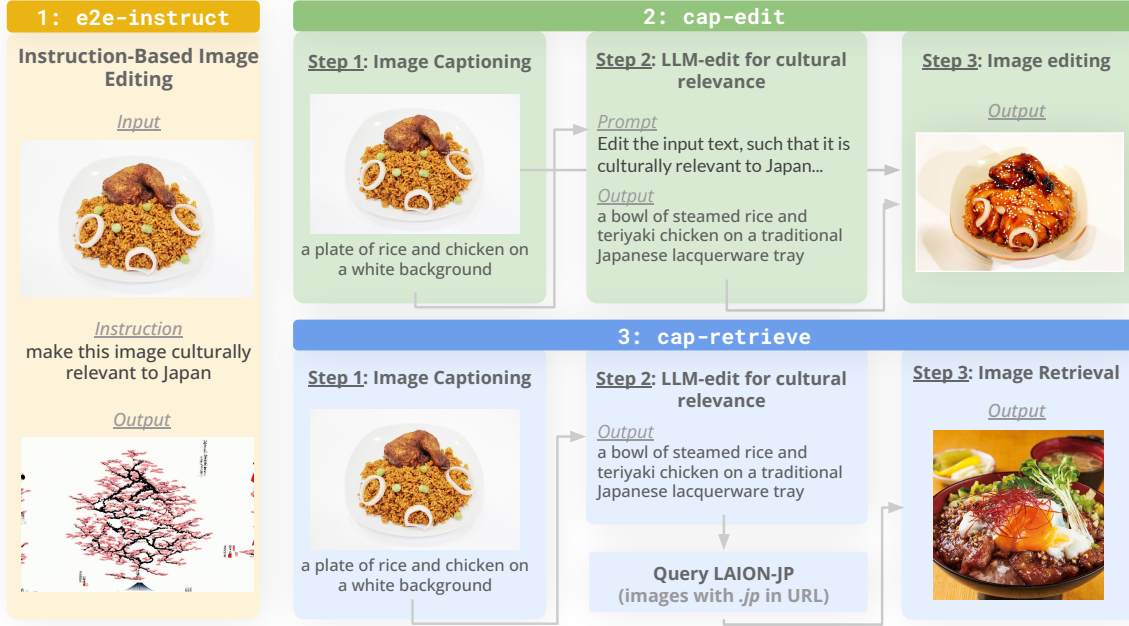 1: e2e-instruct
Instruction-Based Image
Editing
Input
Instruction
make this image culturally
relevant to Japan
Output
2: cap-edit
Step 1: Image Captioning
a plate of rice and chicken on
a white background
Step 2: LLM-edit for cultural
relevance
Prompt
Edit the input text, such that it is
culturally relevant to Japan...
Output
a bowl of steamed rice and
teriyaki chicken on a traditional
Japanese lacquerware tray
Step 3: Image editing
Output
3: cap-retrieve
Step 1: Image Captioning
a plate of rice and chicken on
a white background
Step 2: LLM-edit for cultural
relevance
Output
a bowl of steamed rice and
teriyaki chicken on a traditional
Japanese lacquerware tray
Query LAION-JP
(images with .jp in URL)
Step 3: Image Retrieval
Output